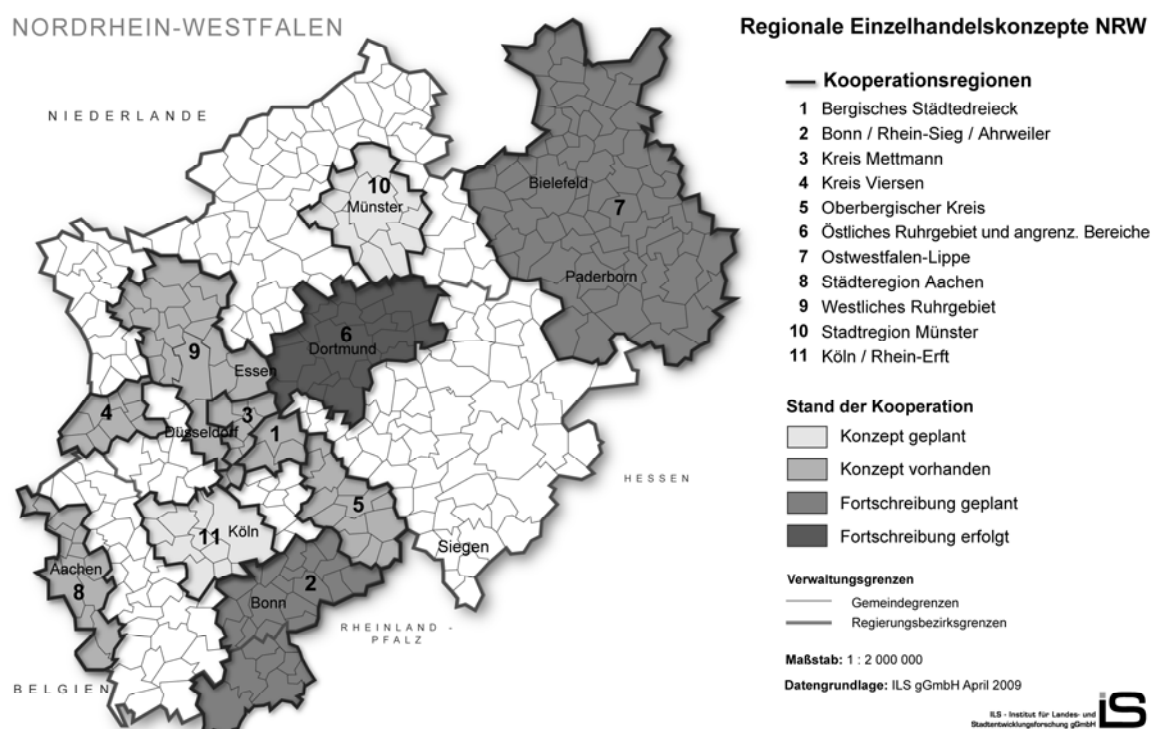 NORDRHEIN-WESTFALEN
Regionale Einzelhandelskonzepte NRW
NIEDERLANDE
Kooperationsregionen
1 Bergisches Städtedreieck
2 Bonn / Rhein-Sieg / Ahrweiler
3 Kreis Mettmann
4 Kreis Viersen
5 Oberbergischer Kreis
6 Östliches Ruhrgebiet und angrenz. Bereiche
7 Ostwestfalen-Lippe
8 Städteregion Aachen
9 Westliches Ruhrgebiet
10 Stadtregion Münster
11 Köln / Rhein-Erft
10
Münster
Bielefeld
7
Paderborn
6
Dortmund
9
Essen
4
3
Düsseldorf
1
5
11
Köln
Siegen
Aachen
8
2
Bonn
HESSEN
RHEINLAND -
PFALZ
BELGIEN
Stand der Kooperation
Konzept geplant
Konzept vorhanden
Fortschreibung geplant
Fortschreibung erfolgt
Verwaltungsgrenzen
Gemeindegrenzen
Regierungsbezirksgrenzen
Maßstab: 1 : 2 000 000
Datengrundlage: ILS gGmbH April 2009
ILS - Institut für Landes- und
Stadtentwicklungsforschung gGmbH
iLS